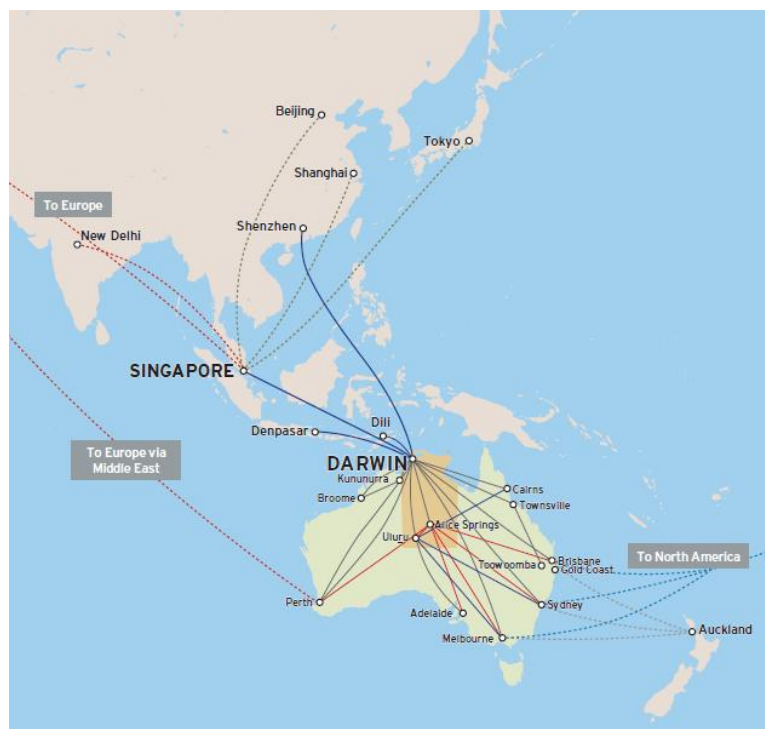 Beijing
Tokyo
Shanghai
To Europe
Shenzhen
New Delhi
SINGAPORE
Dili
Denpasar
To Europe via
Middle East
DARWIN
Kununurra
Broome
Cairns
Townsville
Alice Springs
Uluru
Brisbane
To North America
Toowoomba
Gold Coast
Perth
Sydney
Adelaide
Auckland
Melbourne